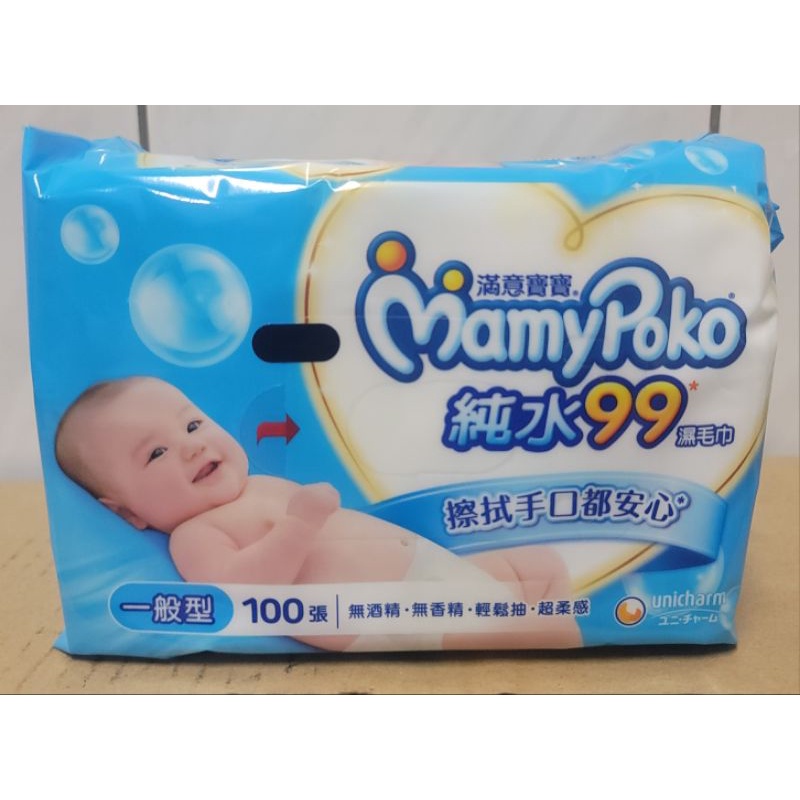 滿意寶寶®
MamyPoko®
純水99*
濕毛巾
擦拭手口都安心*
一般型 100張 無酒精·無香精·輕鬆抽·超柔感
unicharm
ユニ・チャーム